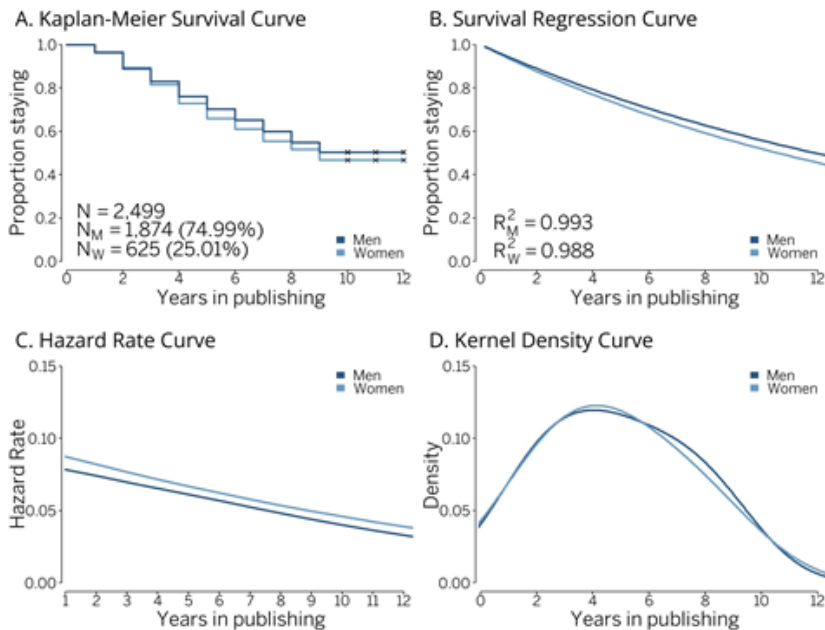 A. Kaplan-Meier Survival Curve
Proportion staying
1.0
0.8
0.6
0.4
0.2
0.0
N = 2,499
N_M = 1,874 (74.99%)
N_W = 625 (25.01%)
Men
Women
0 2 4 6 8 10 12
Years in publishing
B. Survival Regression Curve
Proportion staying
1.0
0.8
0.6
0.4
0.2
0.0
R²_M = 0.993
R²_W = 0.988
Men
Women
0 2 4 6 8 10 12
Years in publishing
C. Hazard Rate Curve
Hazard Rate
0.15
0.10
0.05
0.00
Men
Women
1 2 3 4 5 6 7 8 9 10 11 12
Years in publishing
D. Kernel Density Curve
Density
0.15
0.10
0.05
0.00
Men
Women
0 2 4 6 8 10 12
Years in publishing